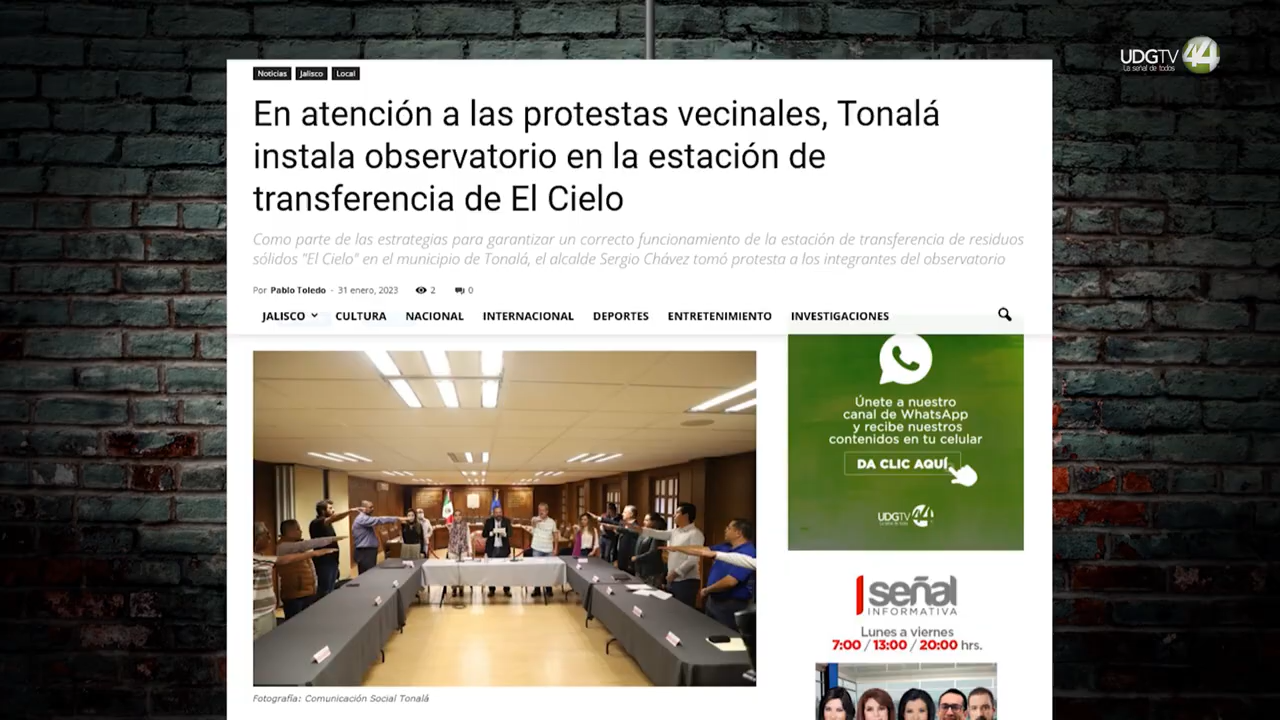 UDGTV 44
La señal de todos
Noticias Jalisco Local
En atención a las protestas vecinales, Tonalá
instala observatorio en la estación de
transferencia de El Cielo
Como parte de las estrategias para garantizar un correcto funcionamiento de la estación de transferencia de residuos
sólidos "El Cielo" en el municipio de Tonalá, el alcalde Sergio Chávez tomó protesta a los integrantes del observatorio
Por Pablo Toledo - 31 enero, 2023 2 0
JALISCO CULTURA NACIONAL INTERNACIONAL DEPORTES ENTRETENIMIENTO INVESTIGACIONES
Únete a nuestro
canal de WhatsApp
y recibe nuestros
contenidos en tu celular
DA CLIC AQUÍ
UDGTV 44
señal
INFORMATIVA
Lunes a viernes
7:00 / 13:00 / 20:00 hrs.
Fotografía: Comunicación Social Tonalá